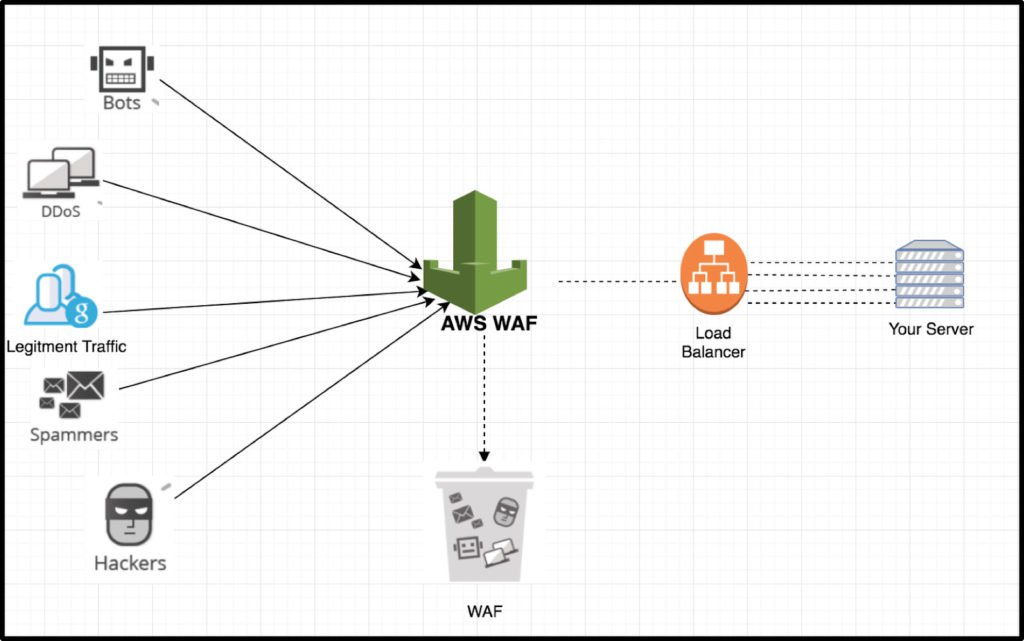 Bots
DDoS
g
Legitment Traffic
Spammers
Hackers
AWS WAF
Load
Balancer
Your Server
WAF